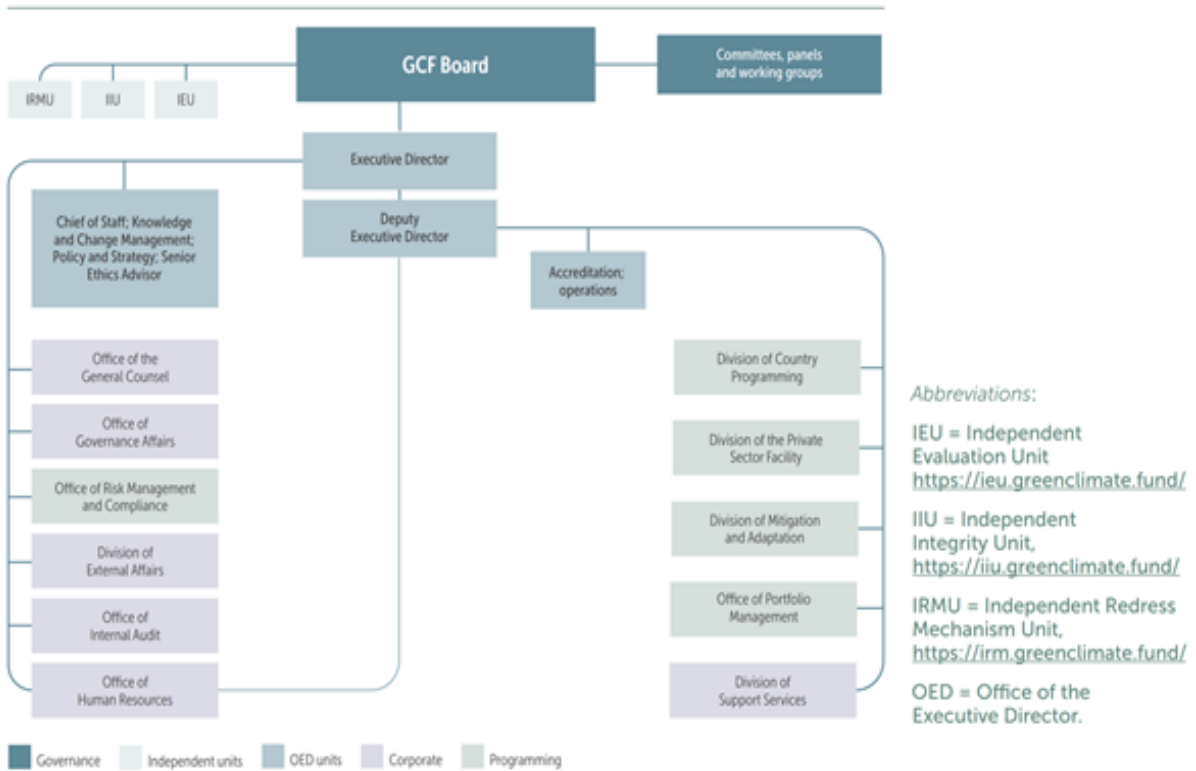 GCF Board
Committees, panels
and working groups
IRMU
IIU
IEU
Executive Director
Chief of Staff; Knowledge
and Change Management;
Policy and Strategy; Senior
Ethics Advisor
Deputy
Executive Director
Accreditation;
operations
Office of the
General Counsel
Office of
Governance Affairs
Office of Risk Management
and Compliance
Division of
External Affairs
Office of
Internal Audit
Office of
Human Resources
Division of Country
Programming
Division of the Private
Sector Facility
Division of Mitigation
and Adaptation
Office of Portfolio
Management
Division of
Support Services
Abbreviations:
IEU = Independent
Evaluation Unit
https://ieu.greenclimate.fund/
IIU = Independent
Integrity Unit,
https://iiu.greenclimate.fund/
IRMU = Independent Redress
Mechanism Unit,
https://irm.greenclimate.fund/
OED = Office of the
Executive Director.
Governance
Independent units
OED units
Corporate
Programming